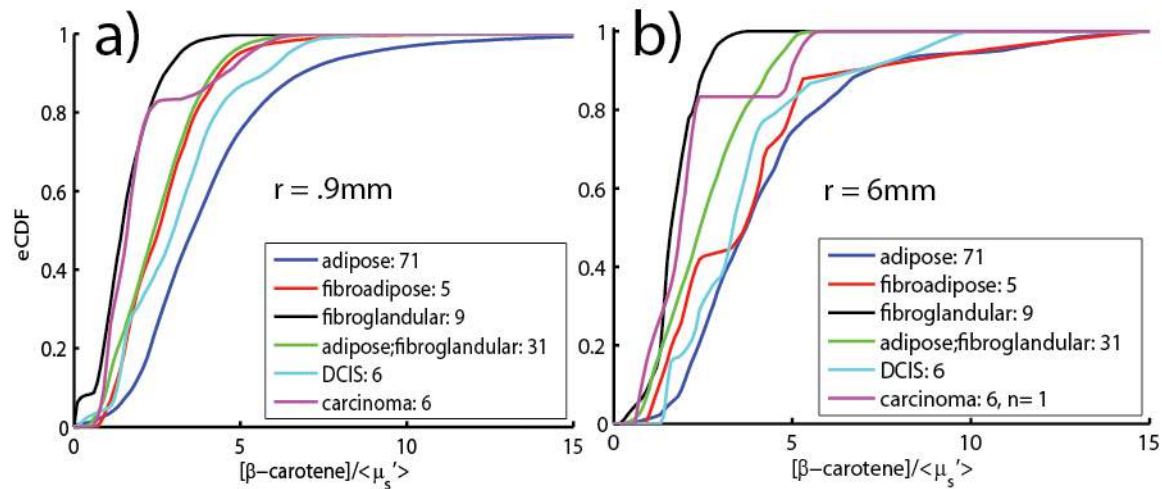 a)
1
0.8
0.6
0.4
0.2
0
eCDF
r = .9mm
adipose: 71
fibroadipose: 5
fibroglandular: 9
adipose;fibroglandular: 31
DCIS: 6
carcinoma: 6
0 5 10 15
[β−carotene]/<μs′>
b)
1
0.8
0.6
0.4
0.2
0
r = 6mm
adipose: 71
fibroadipose: 5
fibroglandular: 9
adipose;fibroglandular: 31
DCIS: 6
carcinoma: 6, n= 1
0 5 10 15
[β−carotene]/<μs′>